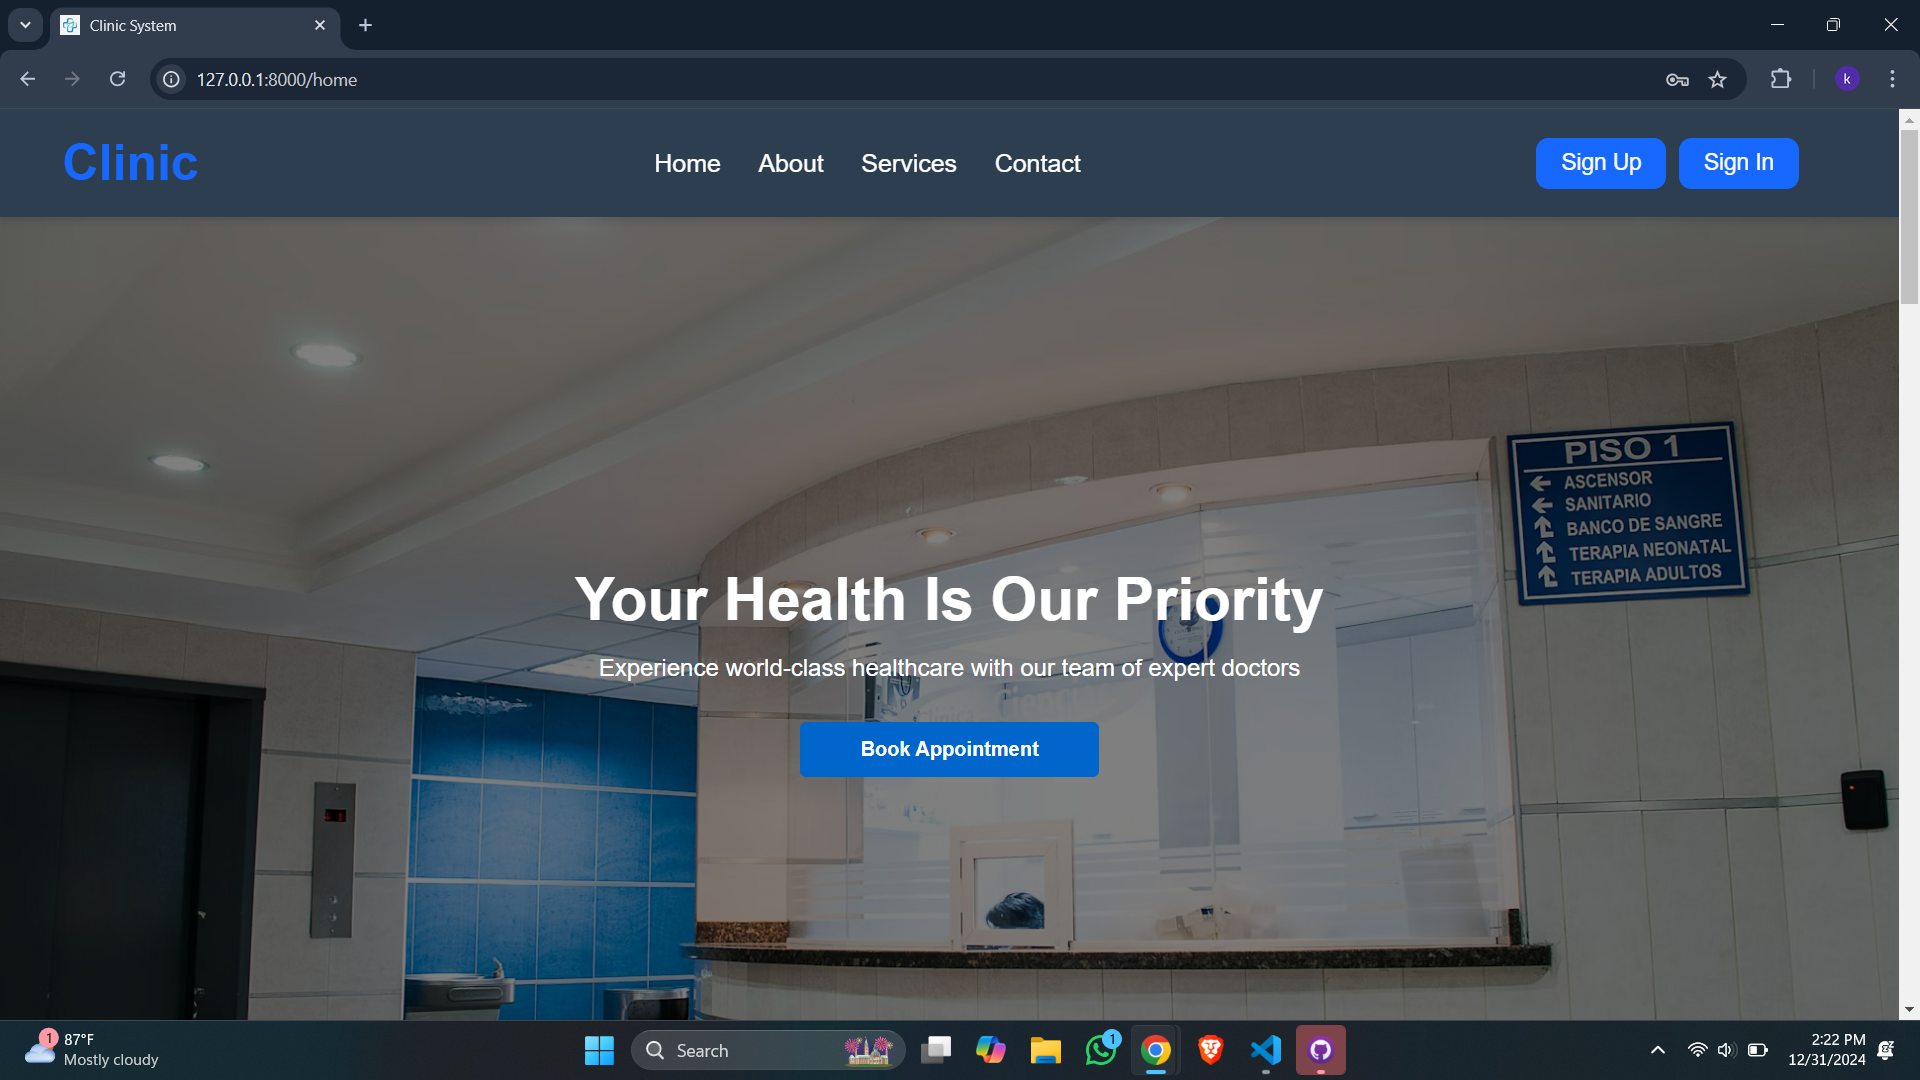 Clinic System
127.0.0.1:8000/home
k
Clinic
Home About Services Contact
Sign Up Sign In
PISO 1
ASCENSOR
SANITARIO
BANCO DE SANGRE
TERAPIA NEONATAL
TERAPIA ADULTOS
Your Health Is Our Priority
Experience world-class healthcare with our team of expert doctors
Book Appointment
1
87°F
Mostly cloudy
Search
1
2:22 PM
12/31/2024